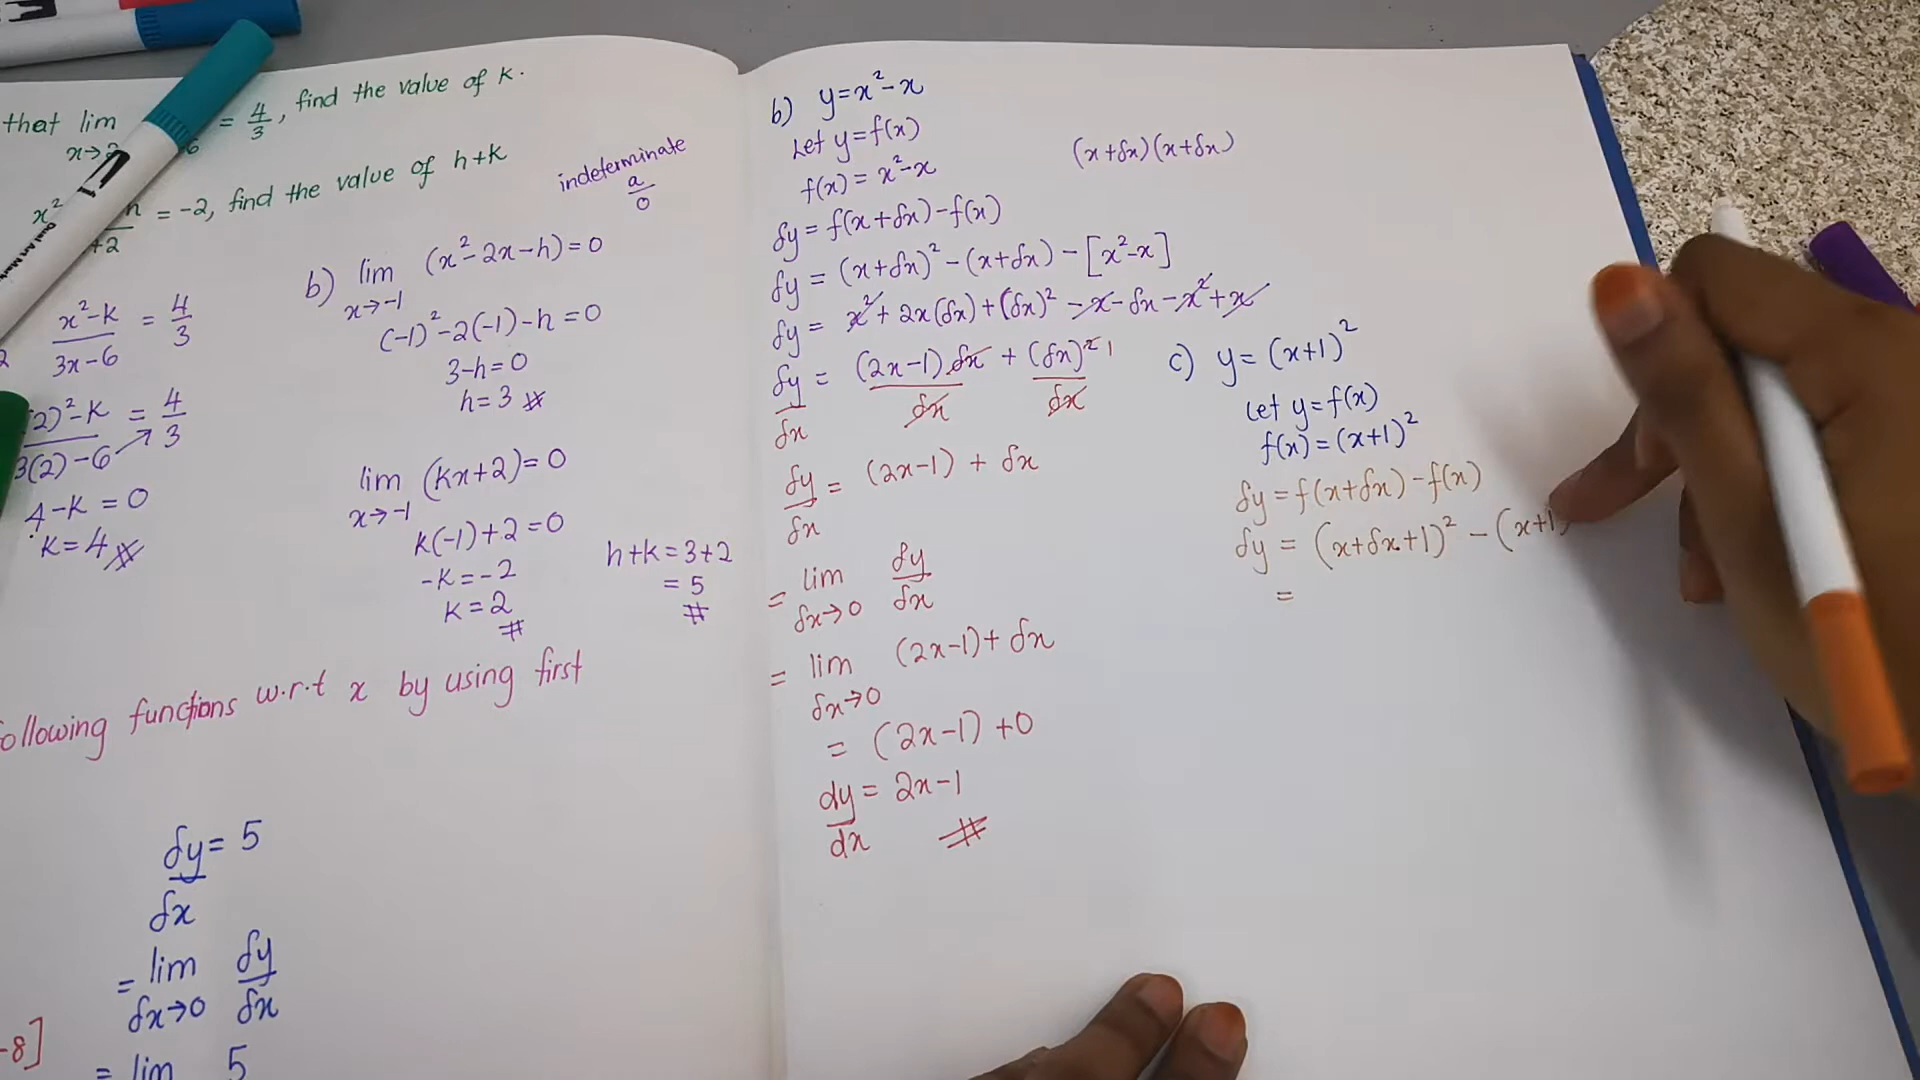 that lim = 4/3, find the value of k.
x→2 6
x² h = -2, find the value of h+k
+2
indeterminate
a/0
x²-k / 3x-6 = 4/3
2)²-k / 3(2)-6 = 4/3
4-k = 0
k=4
b) lim (x²-2x-h)=0
x→-1
(-1)²-2(-1)-h=0
3-h=0
h=3
lim (kx+2)=0
x→-1
k(-1)+2=0
-k=-2
k=2
#
h+k=3+2
=5
#
ollowing functions w.r.t x by using first
δy/δx = 5
= lim δy/δx
δx→0
-8]
= lim 5
b) y=x²-x
Let y=f(x)
f(x)=x²-x
(x+δx)(x+δx)
δy=f(x+δx)-f(x)
δy=(x+δx)²-(x+δx)-[x²-x]
δy= x²+2x(δx)+(δx)²-x-δx-x²+x
δy/δx = (2x-1)δx/δx + (δx)²1/δx
δy/δx = (2x-1)+δx
= lim δy/δx
δx→0
= lim (2x-1)+δx
δx→0
= (2x-1)+0
dy/dx = 2x-1
#
c) y=(x+1)²
Let y=f(x)
f(x)=(x+1)²
δy=f(x+δx)-f(x)
δy=(x+δx+1)²-(x+1)
=